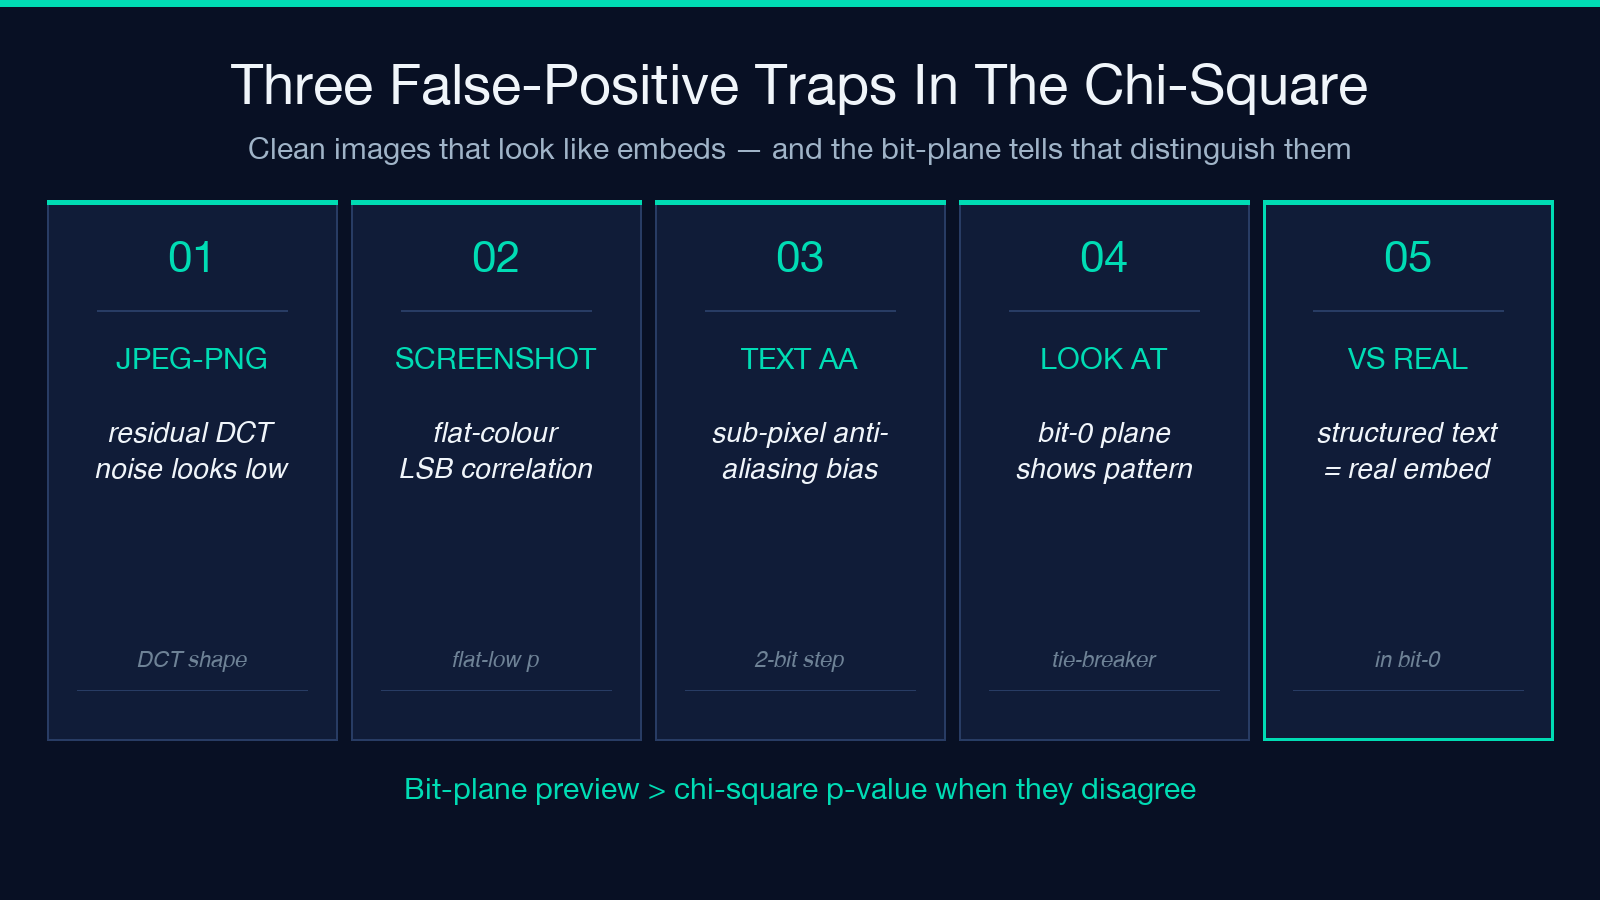 Three False-Positive Traps In The Chi-Square
Clean images that look like embeds — and the bit-plane tells that distinguish them
01
JPEG-PNG
residual DCT
noise looks low
DCT shape
02
SCREENSHOT
flat-colour
LSB correlation
flat-low p
03
TEXT AA
sub-pixel anti-
aliasing bias
2-bit step
04
LOOK AT
bit-0 plane
shows pattern
tie-breaker
05
VS REAL
structured text
= real embed
in bit-0
Bit-plane preview > chi-square p-value when they disagree